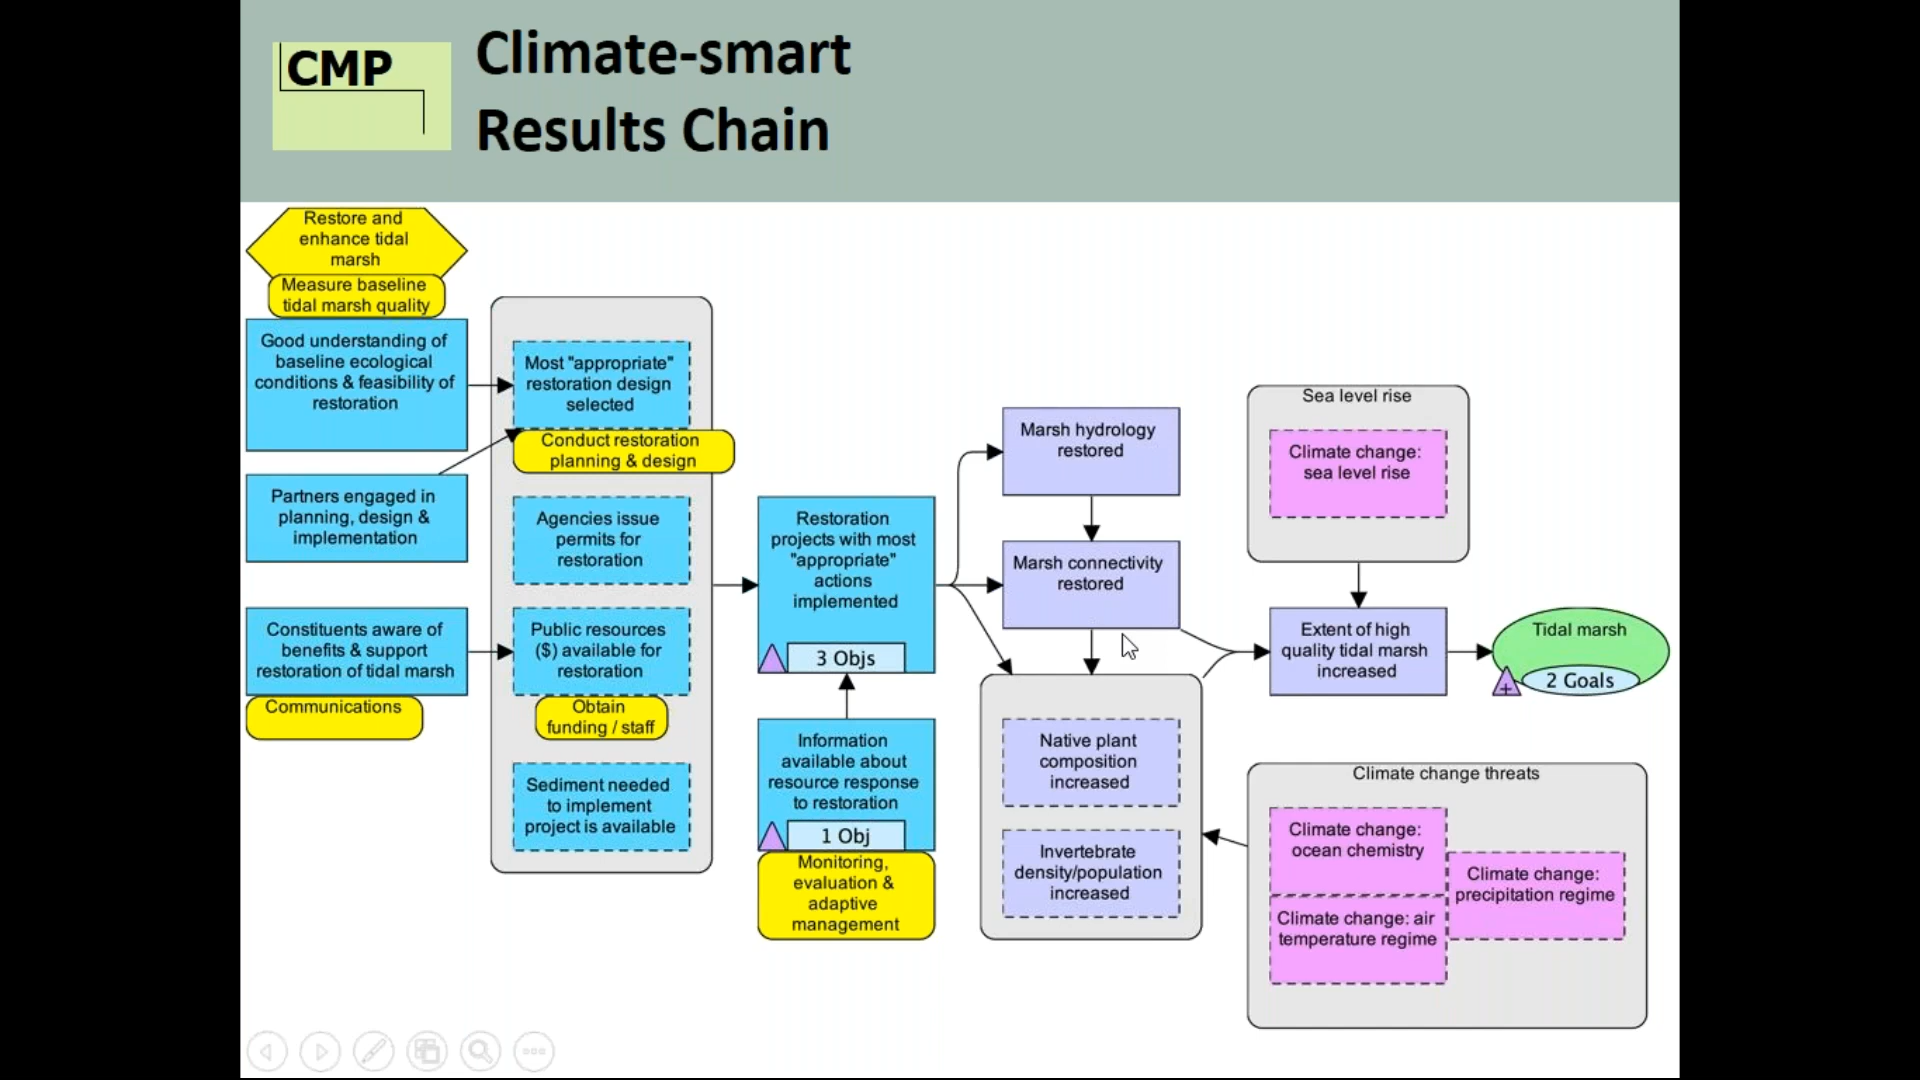 CMP
Climate-smart
Results Chain
Restore and
enhance tidal
marsh
Measure baseline
tidal marsh quality
Good understanding of
baseline ecological
conditions & feasibility of
restoration
Partners engaged in
planning, design &
implementation
Constituents aware of
benefits & support
restoration of tidal marsh
Communications
Most "appropriate"
restoration design
selected
Conduct restoration
planning & design
Agencies issue
permits for
restoration
Public resources
($) available for
restoration
Obtain
funding / staff
Sediment needed
to implement
project is available
Restoration
projects with most
"appropriate"
actions
implemented
3 Objs
Information
available about
resource response
to restoration
1 Obj
Monitoring,
evaluation &
adaptive
management
Marsh hydrology
restored
Marsh connectivity
restored
Native plant
composition
increased
Invertebrate
density/population
increased
Sea level rise
Climate change:
sea level rise
Extent of high
quality tidal marsh
increased
Tidal marsh
2 Goals
Climate change threats
Climate change:
ocean chemistry
Climate change:
precipitation regime
Climate change: air
temperature regime